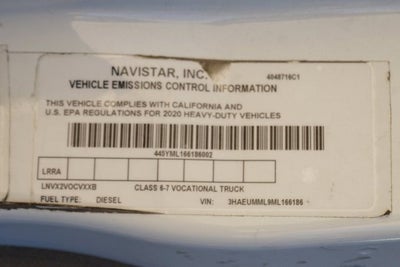 NAVISTAR, INC.
4048716C1
VEHICLE EMISSIONS CONTROL INFORMATION
THIS VEHICLE COMPLIES WITH CALIFORNIA AND
U.S. EPA REGULATIONS FOR 2020 HEAVY-DUTY VEHICLES
445YML166186002
LRRA
LNVX2VOCVXXB CLASS 6-7 VOCATIONAL TRUCK
FUEL TYPE: DIESEL VIN: 3HAEUMML9ML166186